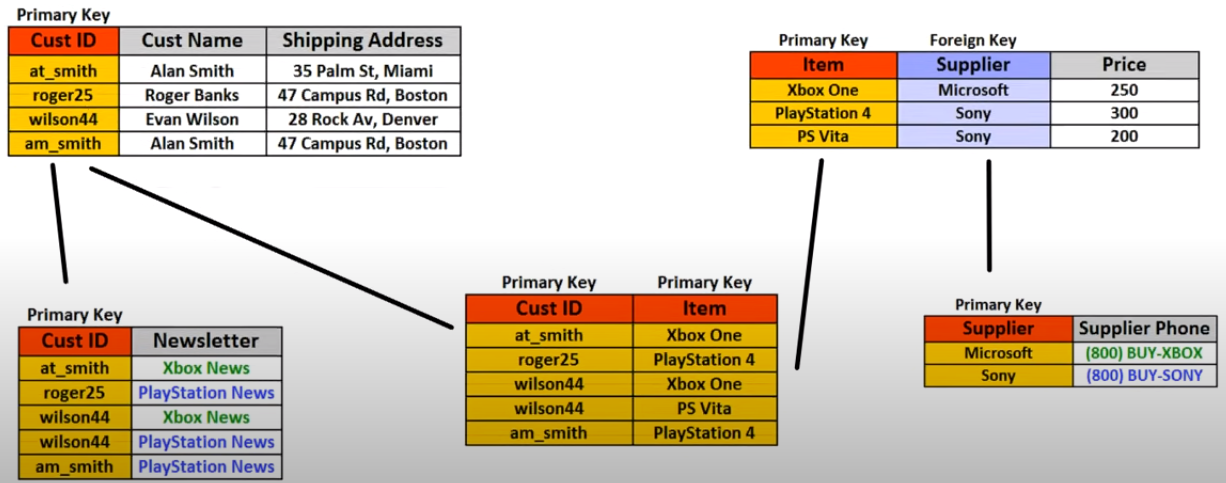 Primary Key
Cust ID Cust Name Shipping Address
at_smith Alan Smith 35 Palm St, Miami
roger25 Roger Banks 47 Campus Rd, Boston
wilson44 Evan Wilson 28 Rock Av, Denver
am_smith Alan Smith 47 Campus Rd, Boston
Primary Key Foreign Key
Item Supplier Price
Xbox One Microsoft 250
PlayStation 4 Sony 300
PS Vita Sony 200
Primary Key
Cust ID Newsletter
at_smith Xbox News
roger25 PlayStation News
wilson44 Xbox News
wilson44 PlayStation News
am_smith PlayStation News
Primary Key Primary Key
Cust ID Item
at_smith Xbox One
roger25 PlayStation 4
wilson44 Xbox One
wilson44 PS Vita
am_smith PlayStation 4
Primary Key
Supplier Supplier Phone
Microsoft (800) BUY-XBOX
Sony (800) BUY-SONY